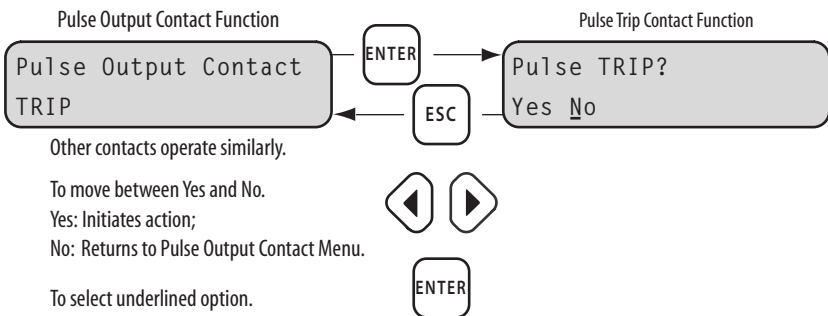 Pulse Output Contact Function
Pulse Trip Contact Function
ENTER
Pulse Output Contact
TRIP
Pulse TRIP?
Yes No
ESC
Other contacts operate similarly.
To move between Yes and No.
Yes: Initiates action;
No: Returns to Pulse Output Contact Menu.
ENTER
To select underlined option.